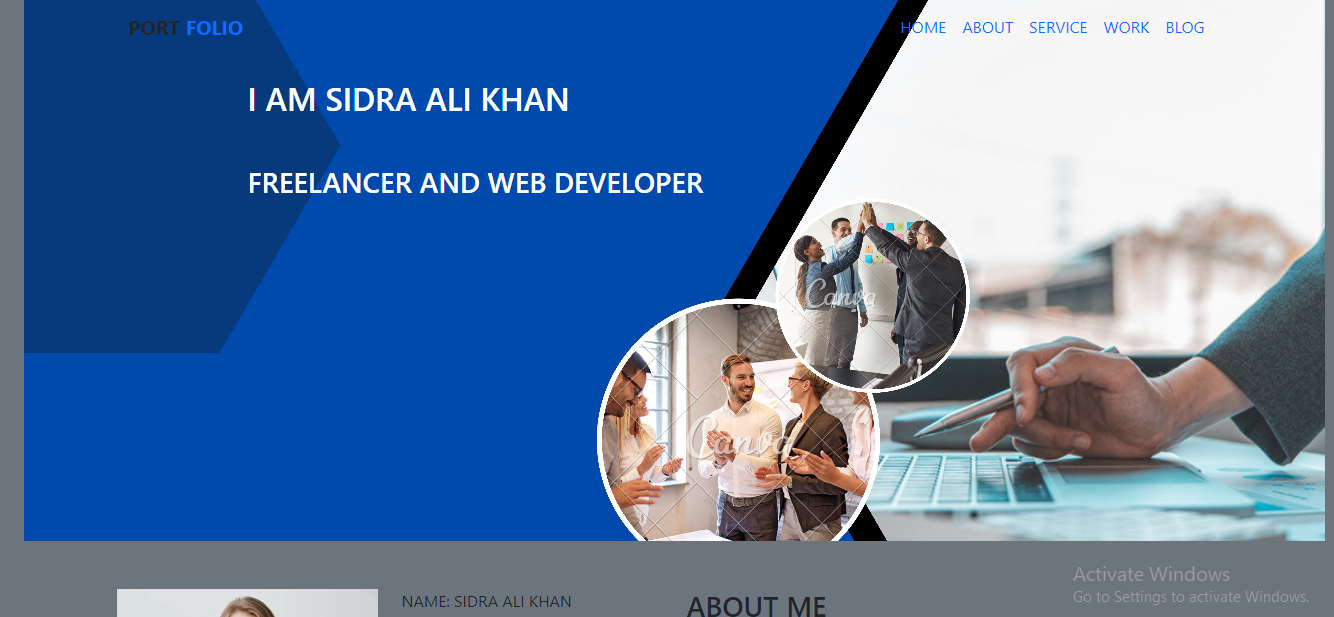 PORT FOLIO
HOME ABOUT SERVICE WORK BLOG
I AM SIDRA ALI KHAN
FREELANCER AND WEB DEVELOPER
Canva
Canva
NAME: SIDRA ALI KHAN
ABOUT ME
Activate Windows
Go to Settings to activate Windows.